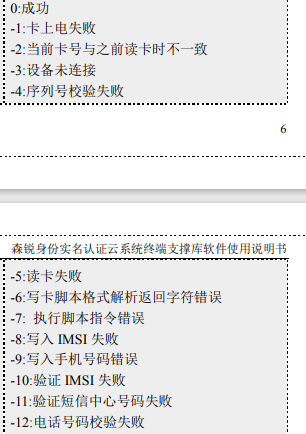 0:成功
-1:卡上电失败
-2:当前卡号与之前读卡时不一致
-3:设备未连接
-4:序列号校验失败
6
森锐身份实名认证云系统终端支撑库软件使用说明书
-5:读卡失败
-6:写卡脚本格式解析返回字符错误
-7: 执行脚本指令错误
-8:写入 IMSI 失败
-9:写入手机号码错误
-10:验证 IMSI 失败
-11:验证短信中心号码失败
-12:电话号码校验失败